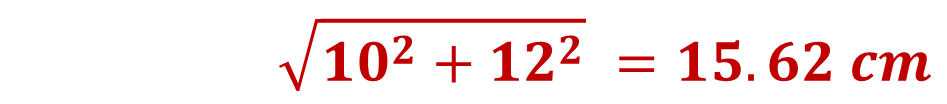 √10² + 12² = 15.62 cm